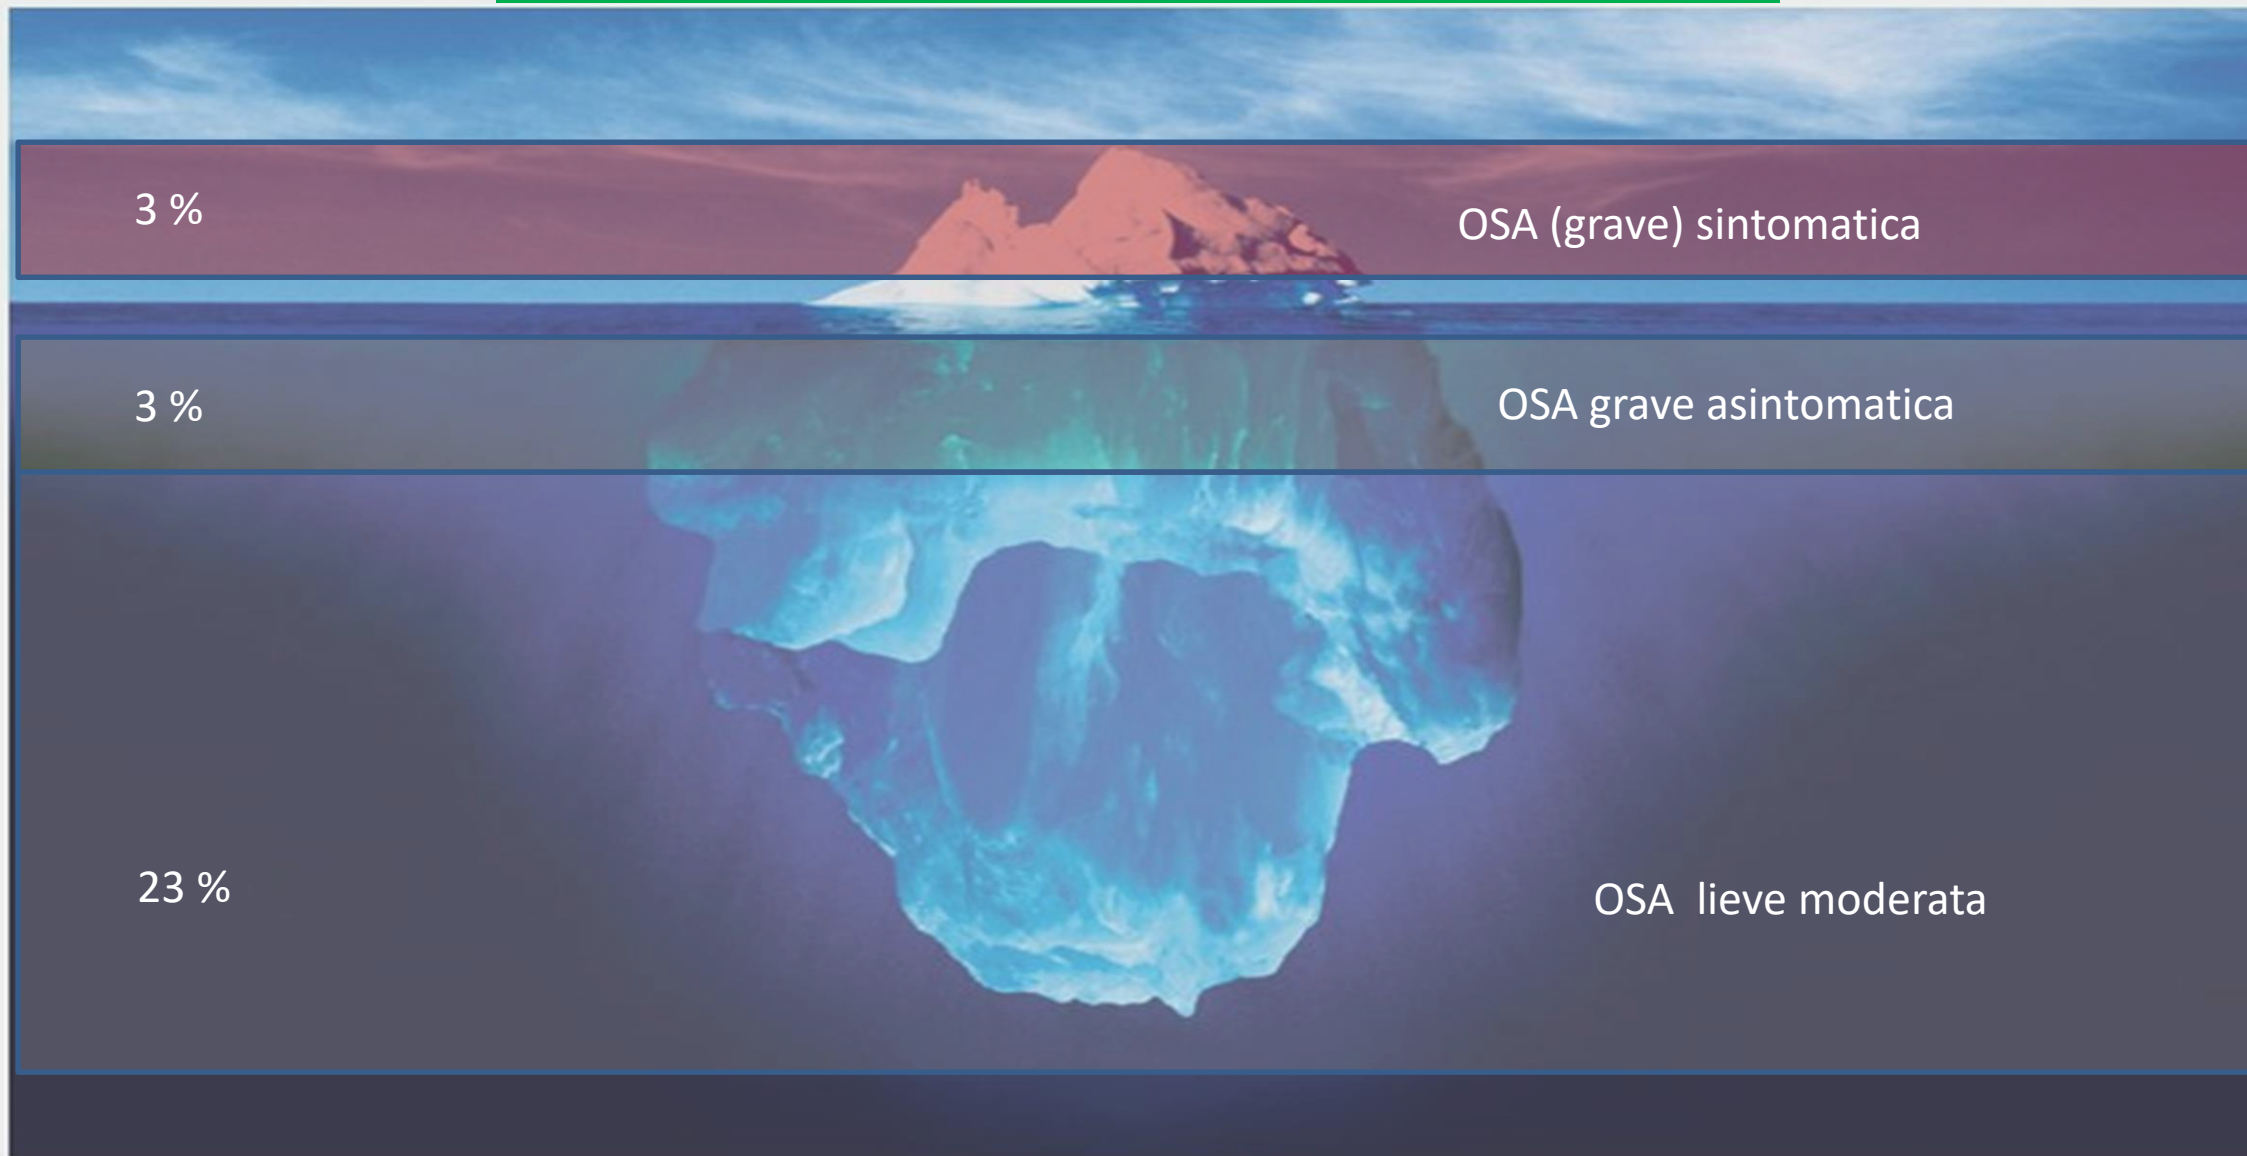 3 %
OSA (grave) sintomatica
3 %
OSA grave asintomatica
23 %
OSA  lieve moderata